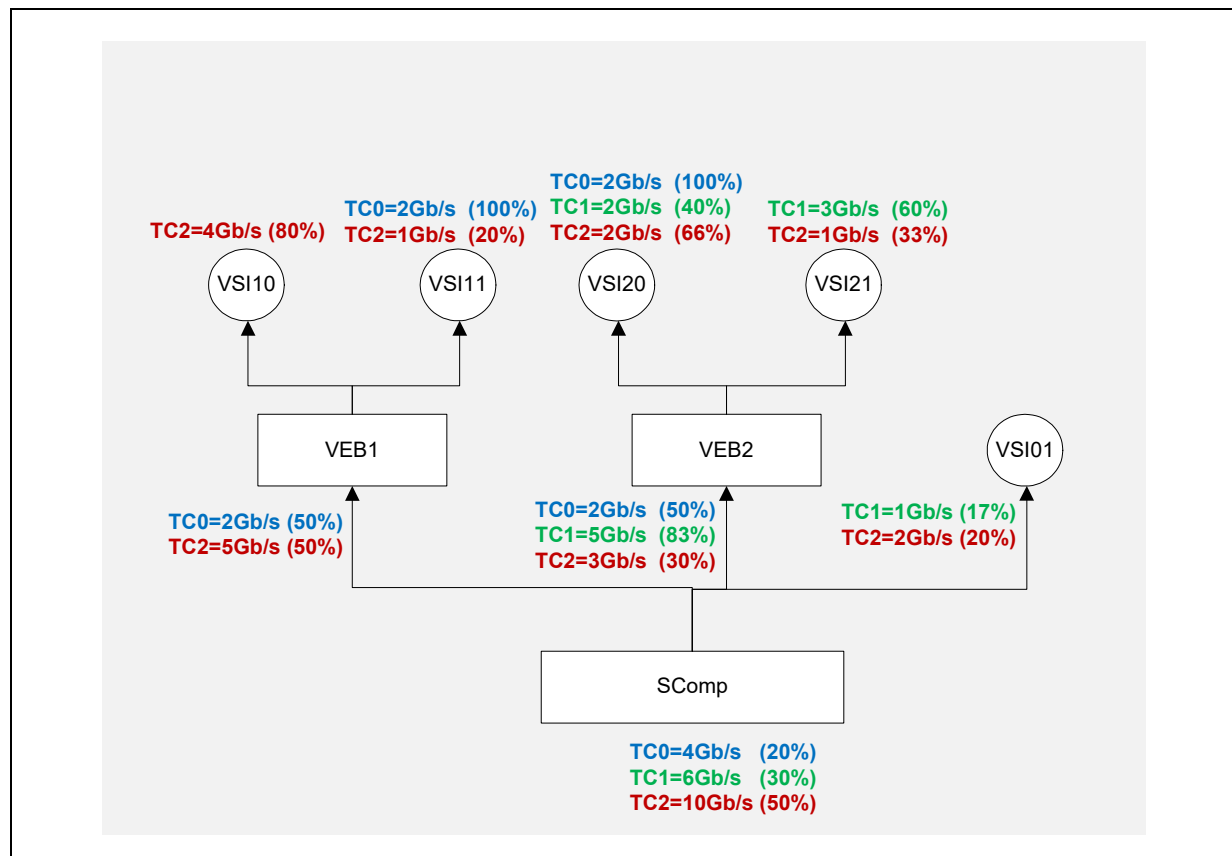 TC2=4Gb/s (80%)
TC0=2Gb/s (100%)
TC2=1Gb/s (20%)
TC0=2Gb/s (100%)
TC1=2Gb/s (40%)
TC2=2Gb/s (66%)
TC1=3Gb/s (60%)
TC2=1Gb/s (33%)
VSI10
VSI11
VSI20
VSI21
VEB1
VEB2
VSI01
TC0=2Gb/s (50%)
TC2=5Gb/s (50%)
TC0=2Gb/s (50%)
TC1=5Gb/s (83%)
TC2=3Gb/s (30%)
TC1=1Gb/s (17%)
TC2=2Gb/s (20%)
SComp
TC0=4Gb/s (20%)
TC1=6Gb/s (30%)
TC2=10Gb/s (50%)